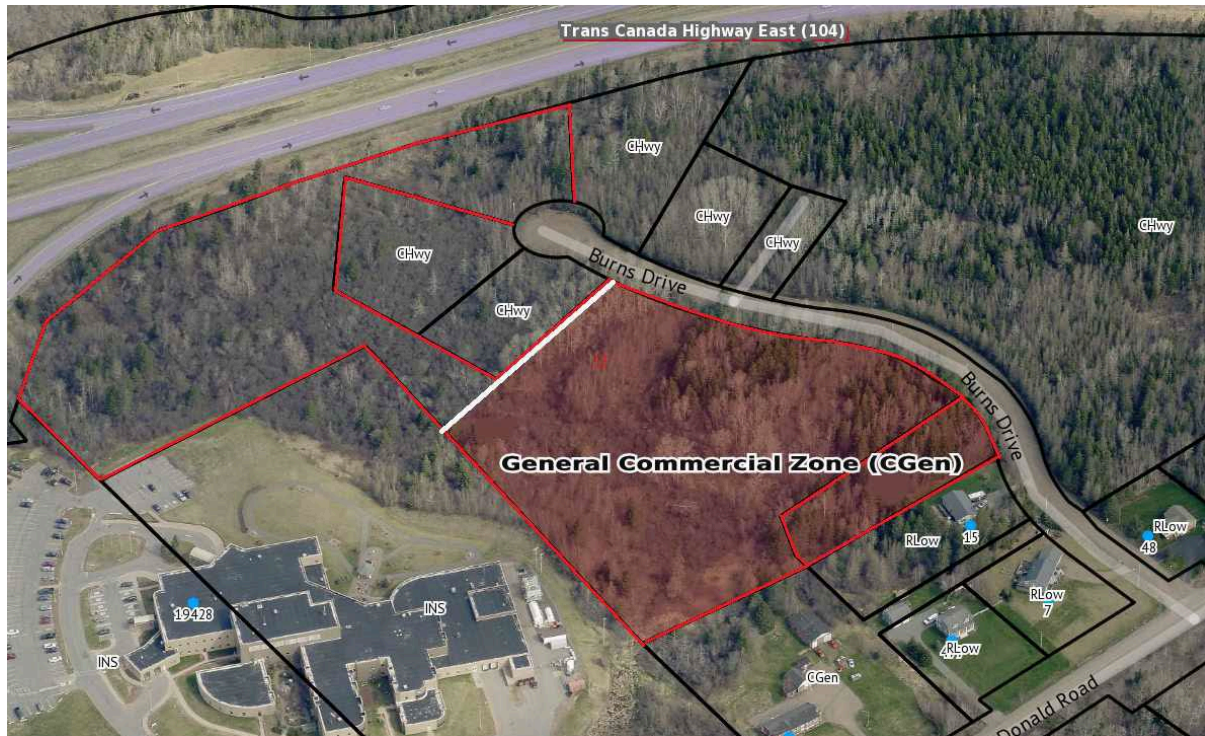 Trans Canada Highway East (104)
CHwy
CHwy
CHwy
CHwy
CHwy
Burns Drive
CHwy
Burns Drive
General Commercial Zone (CGen)
RLow
15
RLow
48
RLow
7
19428
INS
INS
RLow
CGen
Donald Road